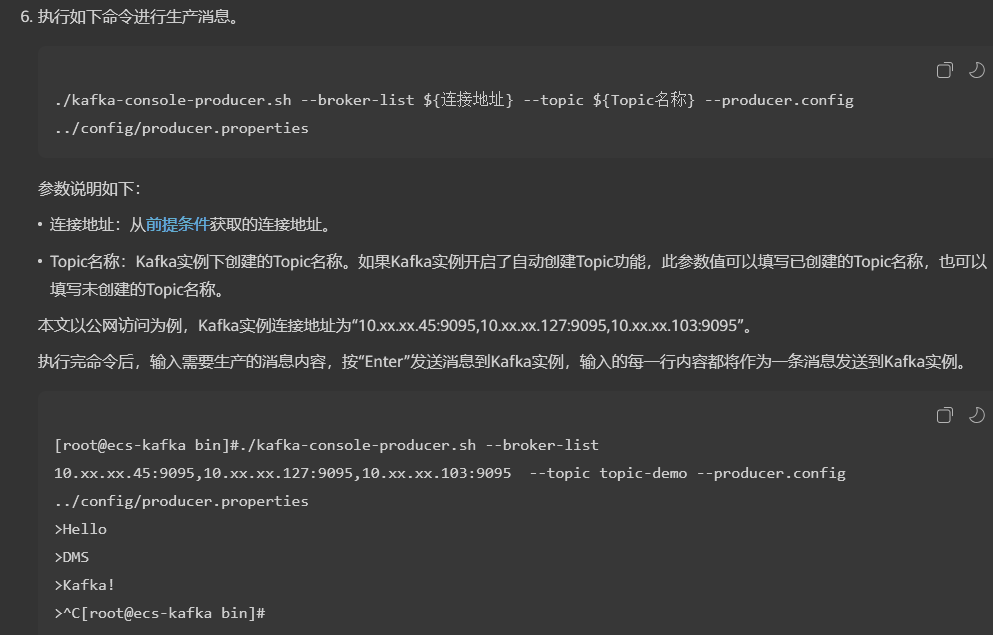 6. 执行如下命令进行生产消息。
./kafka-console-producer.sh --broker-list ${连接地址} --topic ${Topic名称} --producer.config
../config/producer.properties
参数说明如下：
• 连接地址：从前提条件获取的连接地址。
• Topic名称：Kafka实例下创建的Topic名称。如果Kafka实例开启了自动创建Topic功能，此参数值可以填写已创建的Topic名称，也可以
填写未创建的Topic名称。
本文以公网访问为例，Kafka实例连接地址为“10.xx.xx.45:9095,10.xx.xx.127:9095,10.xx.xx.103:9095”。
执行完命令后，输入需要生产的消息内容，按“Enter”发送消息到Kafka实例，输入的每一行内容都将作为一条消息发送到Kafka实例。
[root@ecs-kafka bin]#./kafka-console-producer.sh --broker-list
10.xx.xx.45:9095,10.xx.xx.127:9095,10.xx.xx.103:9095  --topic topic-demo --producer.config
../config/producer.properties
>Hello
>DMS
>Kafka!
>^C[root@ecs-kafka bin]#